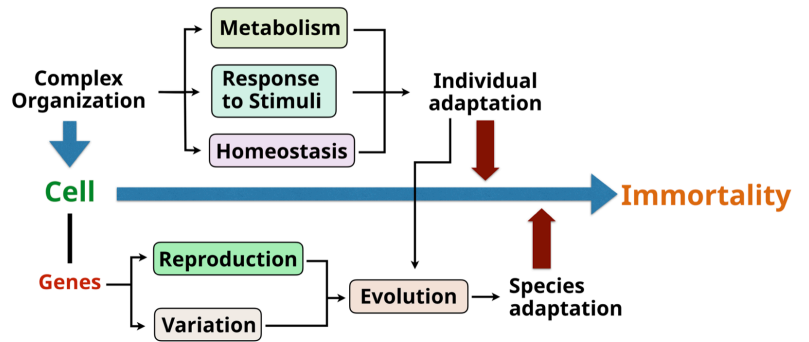 Metabolism
Complex
Organization
Response
to Stimuli
Individual
adaptation
Homeostasis
Cell
Immortality
Genes
Reproduction
Variation
Evolution
Species
adaptation